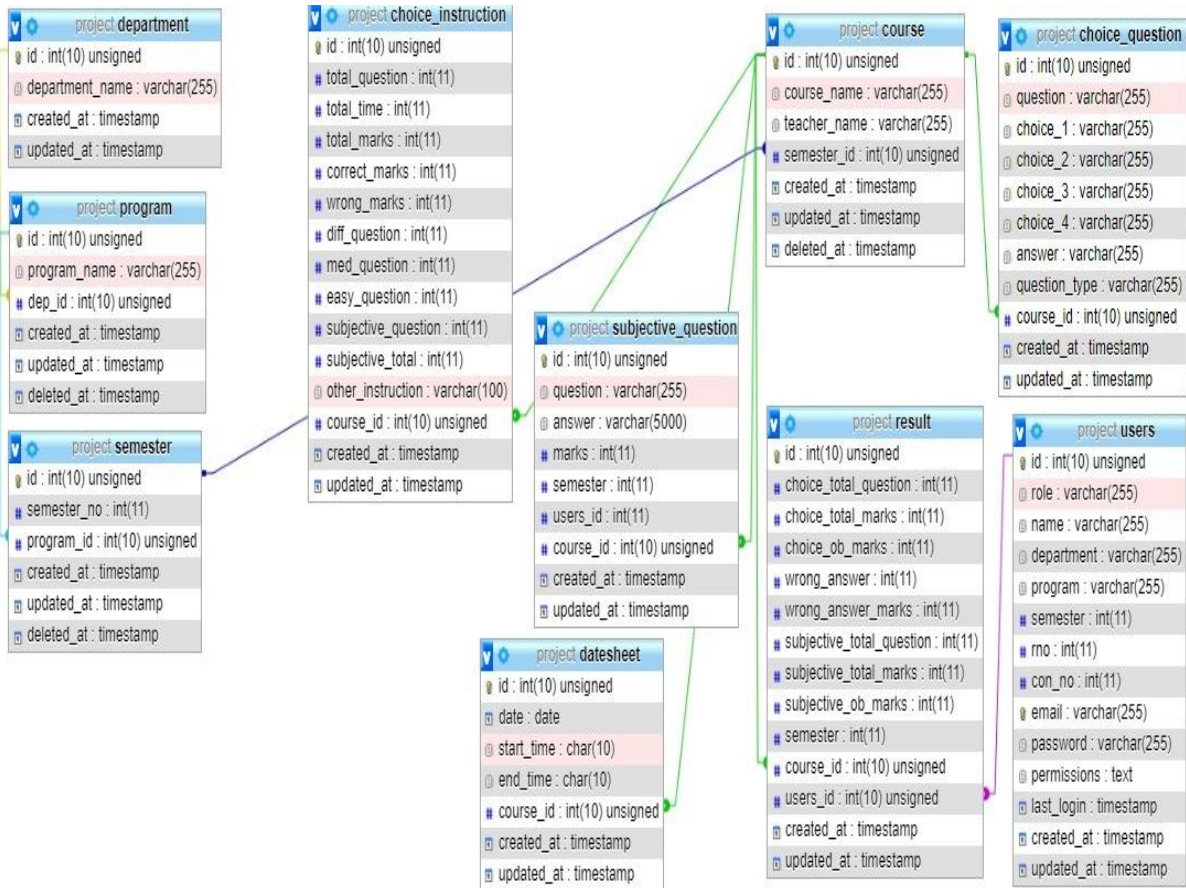 project department
id : int(10) unsigned
department_name : varchar(255)
created_at : timestamp
updated_at : timestamp
project program
id : int(10) unsigned
program_name : varchar(255)
dep_id : int(10) unsigned
created_at : timestamp
updated_at : timestamp
deleted_at : timestamp
project semester
id : int(10) unsigned
semester_no : int(11)
program_id : int(10) unsigned
created_at : timestamp
updated_at : timestamp
deleted_at : timestamp
project choice_instruction
id : int(10) unsigned
total_question : int(11)
total_time : int(11)
total_marks : int(11)
correct_marks : int(11)
wrong_marks : int(11)
diff_question : int(11)
med_question : int(11)
easy_question : int(11)
subjective_question : int(11)
subjective_total : int(11)
other_instruction : varchar(100)
course_id : int(10) unsigned
created_at : timestamp
updated_at : timestamp
project subjective_question
id : int(10) unsigned
question : varchar(255)
answer : varchar(5000)
marks : int(11)
semester : int(11)
users_id : int(11)
course_id : int(10) unsigned
created_at : timestamp
updated_at : timestamp
project datesheet
id : int(10) unsigned
date : date
start_time : char(10)
end_time : char(10)
course_id : int(10) unsigned
created_at : timestamp
updated_at : timestamp
project course
id : int(10) unsigned
course_name : varchar(255)
teacher_name : varchar(255)
semester_id : int(10) unsigned
created_at : timestamp
updated_at : timestamp
deleted_at : timestamp
project result
id : int(10) unsigned
choice_total_question : int(11)
choice_total_marks : int(11)
choice_ob_marks : int(11)
wrong_answer : int(11)
wrong_answer_marks : int(11)
subjective_total_question : int(11)
subjective_total_marks : int(11)
subjective_ob_marks : int(11)
semester : int(11)
course_id : int(10) unsigned
users_id : int(10) unsigned
created_at : timestamp
updated_at : timestamp
project choice_question
id : int(10) unsigned
question : varchar(255)
choice_1 : varchar(255)
choice_2 : varchar(255)
choice_3 : varchar(255)
choice_4 : varchar(255)
answer : varchar(255)
question_type : varchar(255)
course_id : int(10) unsigned
created_at : timestamp
updated_at : timestamp
project users
id : int(10) unsigned
role : varchar(255)
name : varchar(255)
department : varchar(255)
program : varchar(255)
semester : int(11)
rno : int(11)
con_no : int(11)
email : varchar(255)
password : varchar(255)
permissions : text
last_login : timestamp
created_at : timestamp
updated_at : timestamp